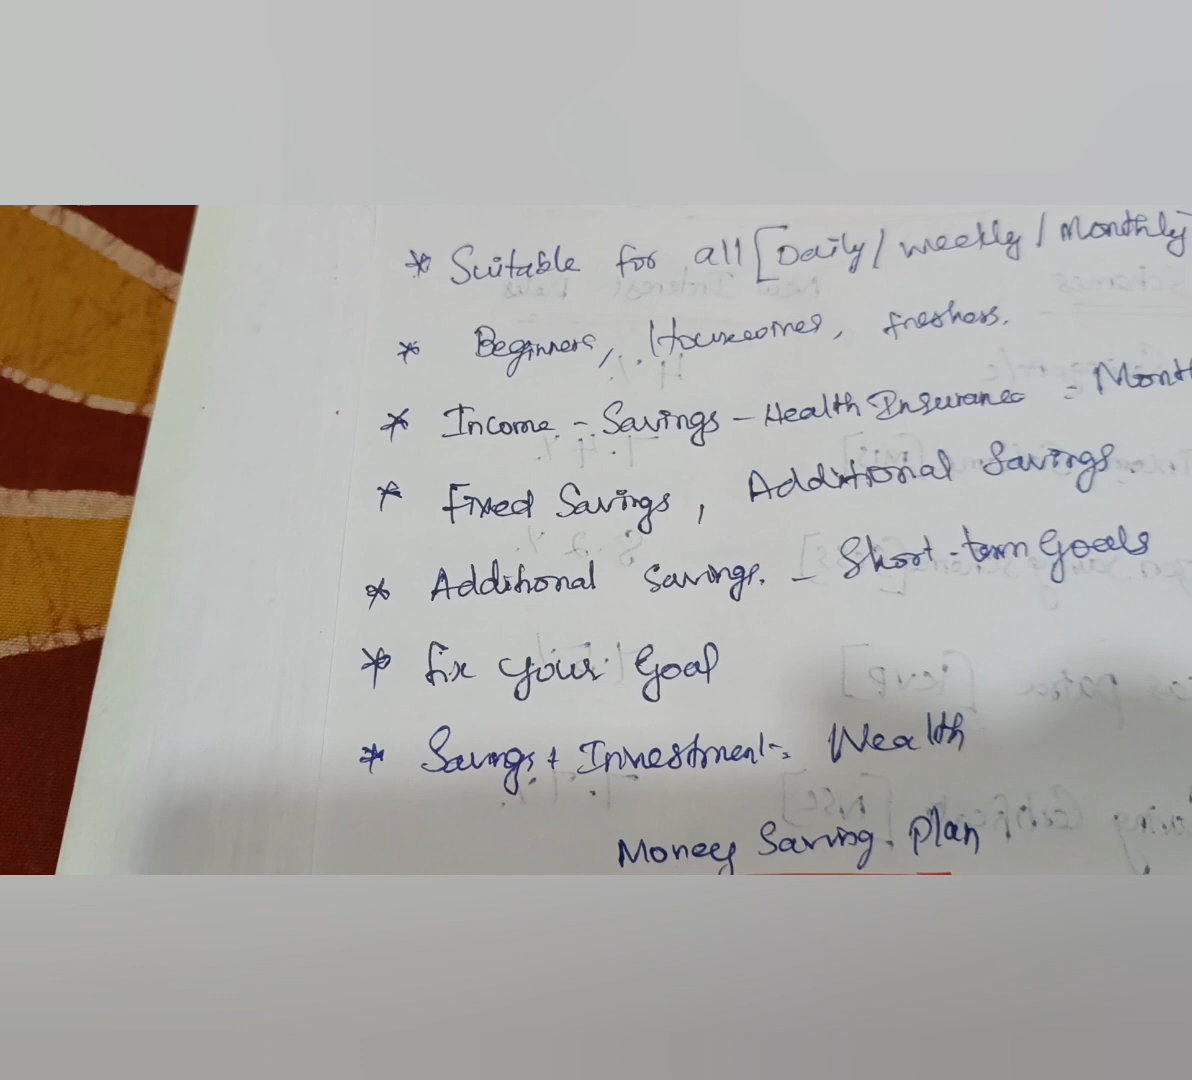 * Suitable for all [Daily / weekly / Monthly
* Beginners, Housewives, freshers.
* Income - Savings - Health Insurance = Mont
* Fixed Savings, Additional Savings.
* Additional Savings. - Short-term Goals
* fix your Goal
* Savings + Investment = Wealth
Money Saving Plan